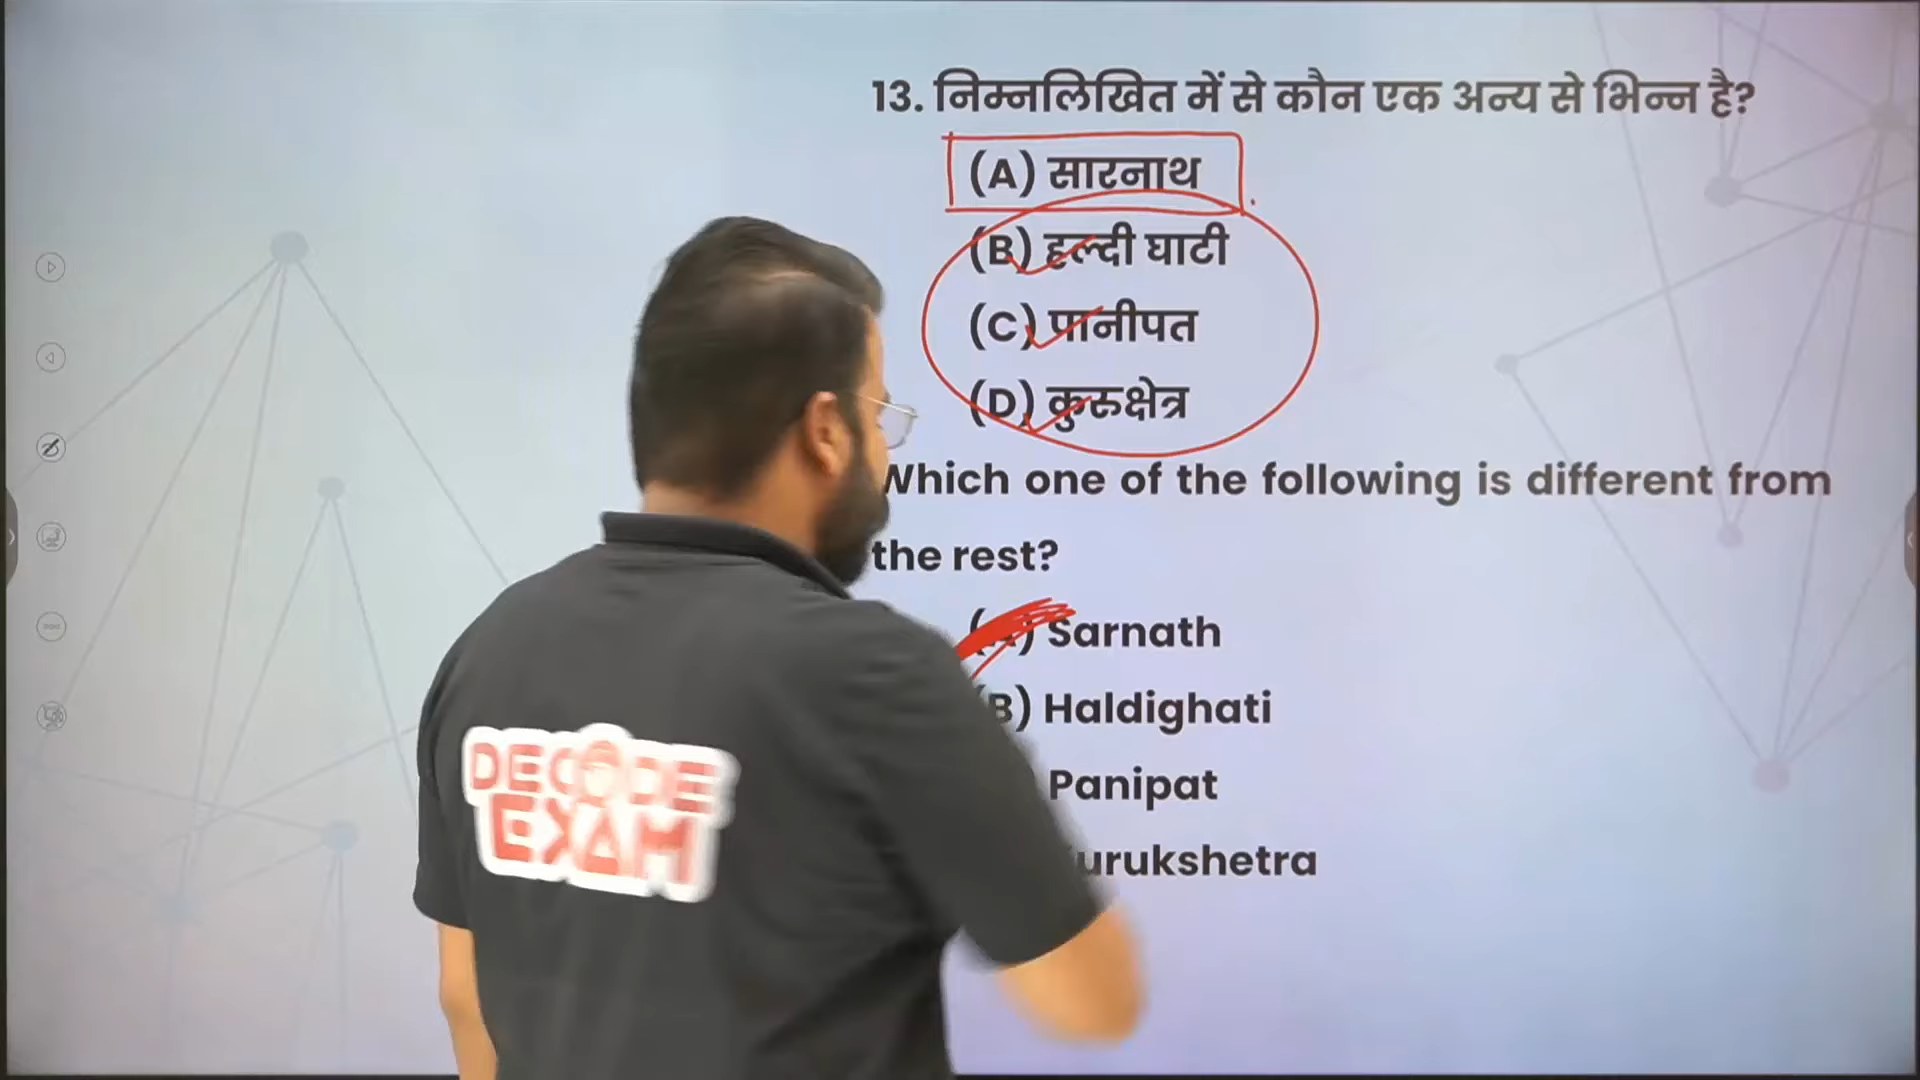 13. निम्नलिखित में से कौन एक अन्य से भिन्न है?
(A) सारनाथ
(B) हल्दी घाटी
(C) पानीपत
(D) कुरुक्षेत्र
Which one of the following is different from
the rest?
(A) Sarnath
(B) Haldighati
Panipat
urukshetra
DECODE
EXAM